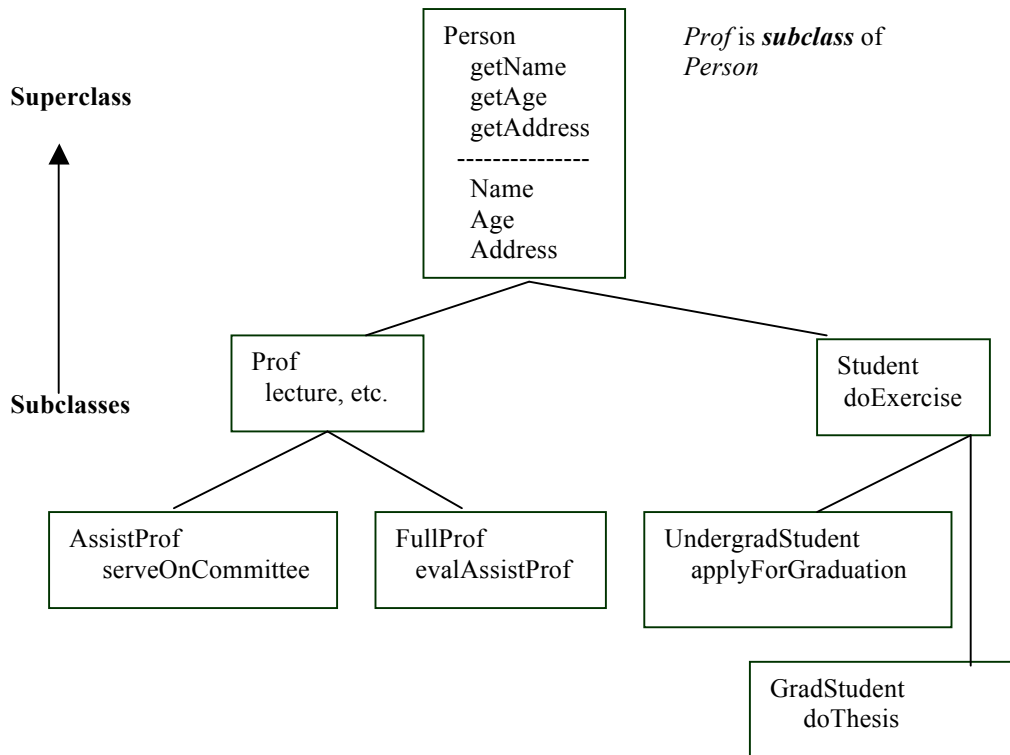 Person
getName
getAge
getAddress
---------------
Name
Age
Address
Prof is subclass of
Person
Superclass
Subclasses
Prof
lecture, etc.
Student
doExercise
AssistProf
serveOnCommittee
FullProf
evalAssistProf
UndergradStudent
applyForGraduation
GradStudent
doThesis